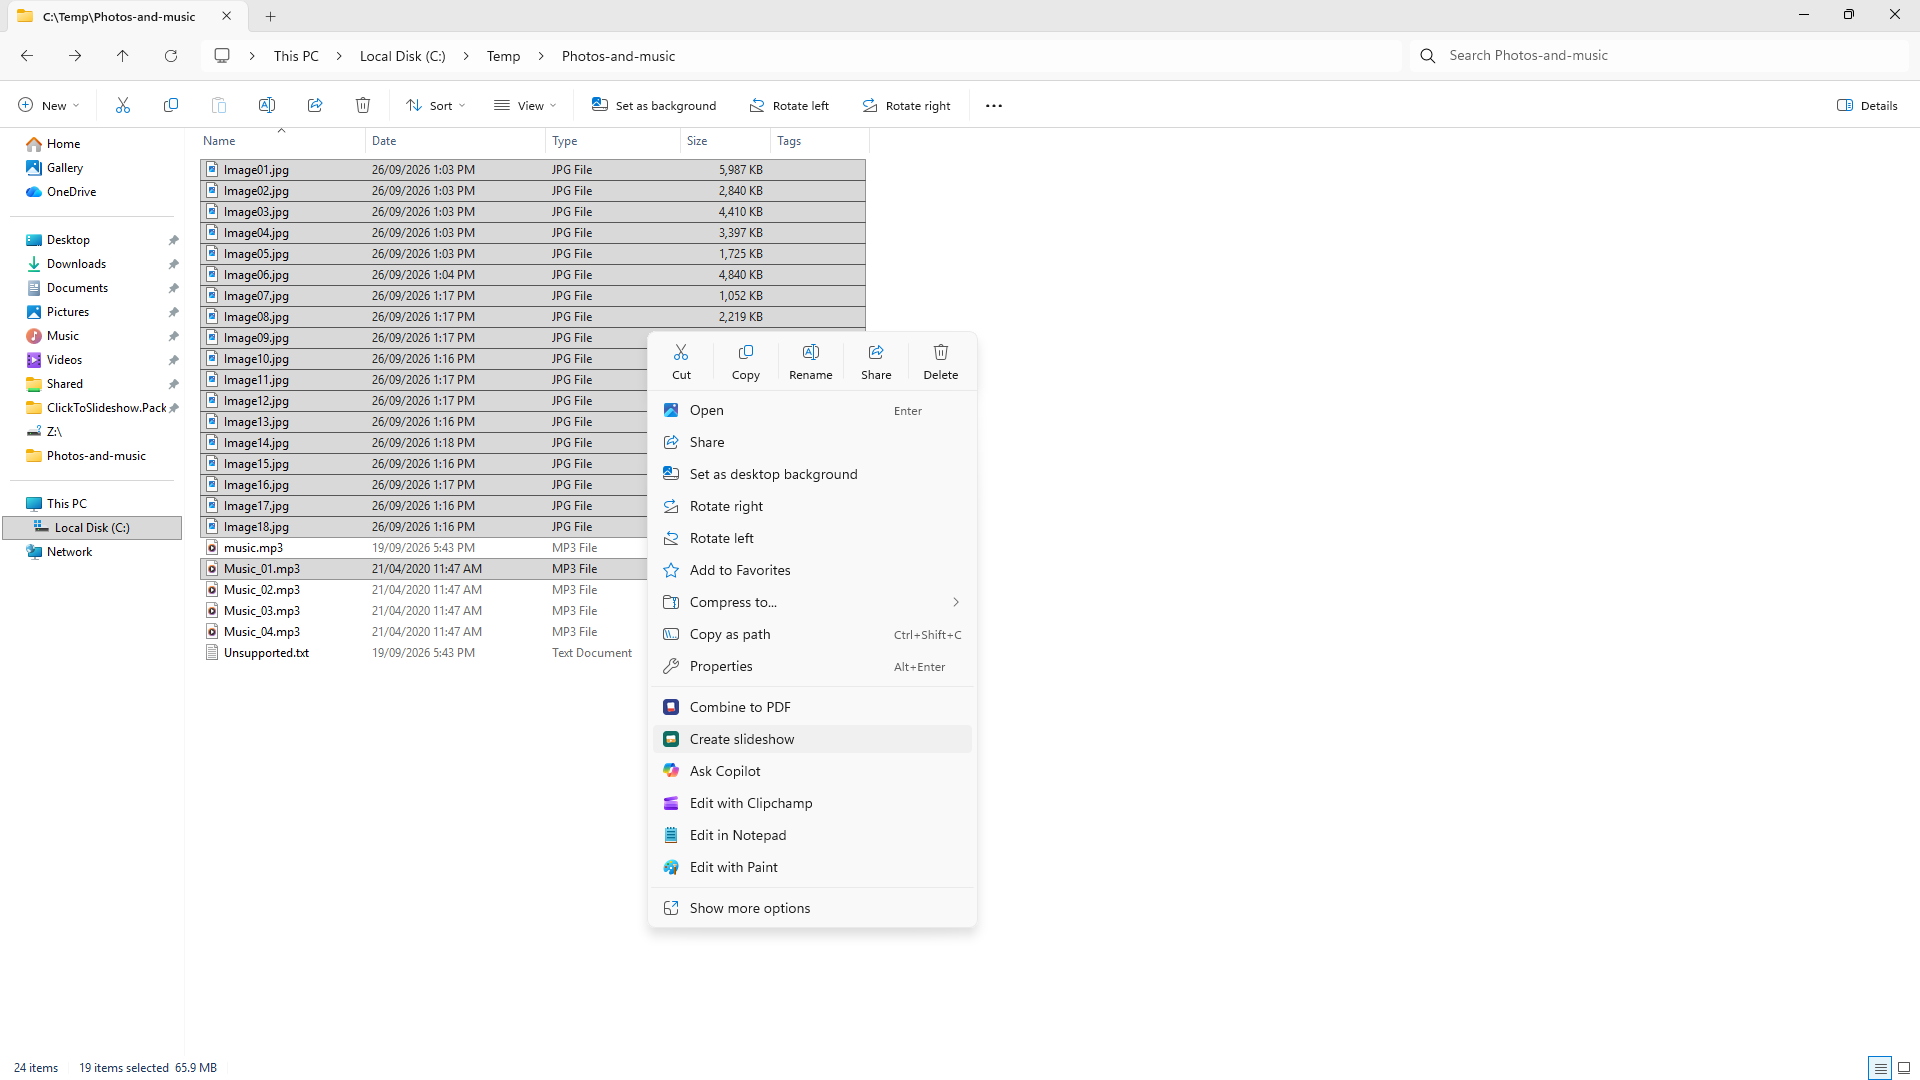 C:\Temp\Photos-and-music
This PC
Local Disk (C:)
Temp
Photos-and-music
Search Photos-and-music
New
Sort
View
Set as background
Rotate left
Rotate right
Details
Home
Gallery
OneDrive
Desktop
Downloads
Documents
Pictures
Music
Videos
Shared
ClickToSlideshow.Pack
Z:\
Photos-and-music
This PC
Local Disk (C:)
Network
Name Date Type Size Tags
Image01.jpg 26/09/2026 1:03 PM JPG File 5,987 KB
Image02.jpg 26/09/2026 1:03 PM JPG File 2,840 KB
Image03.jpg 26/09/2026 1:03 PM JPG File 4,410 KB
Image04.jpg 26/09/2026 1:03 PM JPG File 3,397 KB
Image05.jpg 26/09/2026 1:03 PM JPG File 1,725 KB
Image06.jpg 26/09/2026 1:04 PM JPG File 4,840 KB
Image07.jpg 26/09/2026 1:17 PM JPG File 1,052 KB
Image08.jpg 26/09/2026 1:17 PM JPG File 2,219 KB
Image09.jpg 26/09/2026 1:17 PM JPG File
Image10.jpg 26/09/2026 1:16 PM JPG File
Image11.jpg 26/09/2026 1:17 PM JPG File
Image12.jpg 26/09/2026 1:17 PM JPG File
Image13.jpg 26/09/2026 1:16 PM JPG File
Image14.jpg 26/09/2026 1:18 PM JPG File
Image15.jpg 26/09/2026 1:16 PM JPG File
Image16.jpg 26/09/2026 1:17 PM JPG File
Image17.jpg 26/09/2026 1:16 PM JPG File
Image18.jpg 26/09/2026 1:16 PM JPG File
music.mp3 19/09/2026 5:43 PM MP3 File
Music_01.mp3 21/04/2020 11:47 AM MP3 File
Music_02.mp3 21/04/2020 11:47 AM MP3 File
Music_03.mp3 21/04/2020 11:47 AM MP3 File
Music_04.mp3 21/04/2020 11:47 AM MP3 File
Unsupported.txt 19/09/2026 5:43 PM Text Document
Cut Copy Rename Share Delete
Open Enter
Share
Set as desktop background
Rotate right
Rotate left
Add to Favorites
Compress to...
Copy as path Ctrl+Shift+C
Properties Alt+Enter
Combine to PDF
Create slideshow
Ask Copilot
Edit with Clipchamp
Edit in Notepad
Edit with Paint
Show more options
24 items 19 items selected 65.9 MB